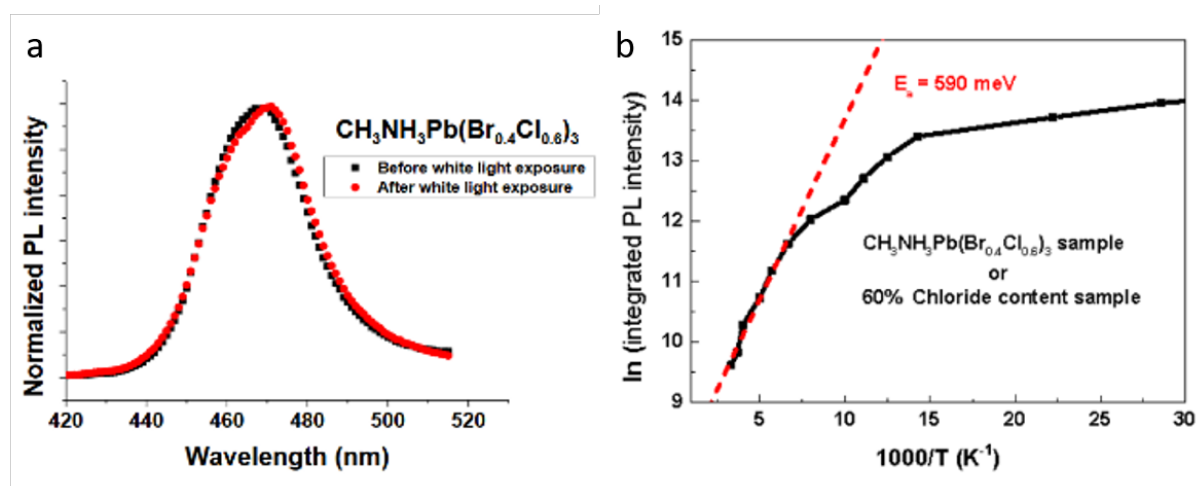 a
CH₃NH₃Pb(Br₀.₄Cl₀.₆)₃
Before white light exposure
After white light exposure
Normalized PL intensity
420 440 460 480 500 520
Wavelength (nm)
b
Eₐ = 590 meV
CH₃NH₃Pb(Br₀.₄Cl₀.₆)₃ sample
or
60% Chloride content sample
ln (integrated PL intensity)
15
14
13
12
11
10
9
5 10 15 20 25 30
1000/T (K⁻¹)